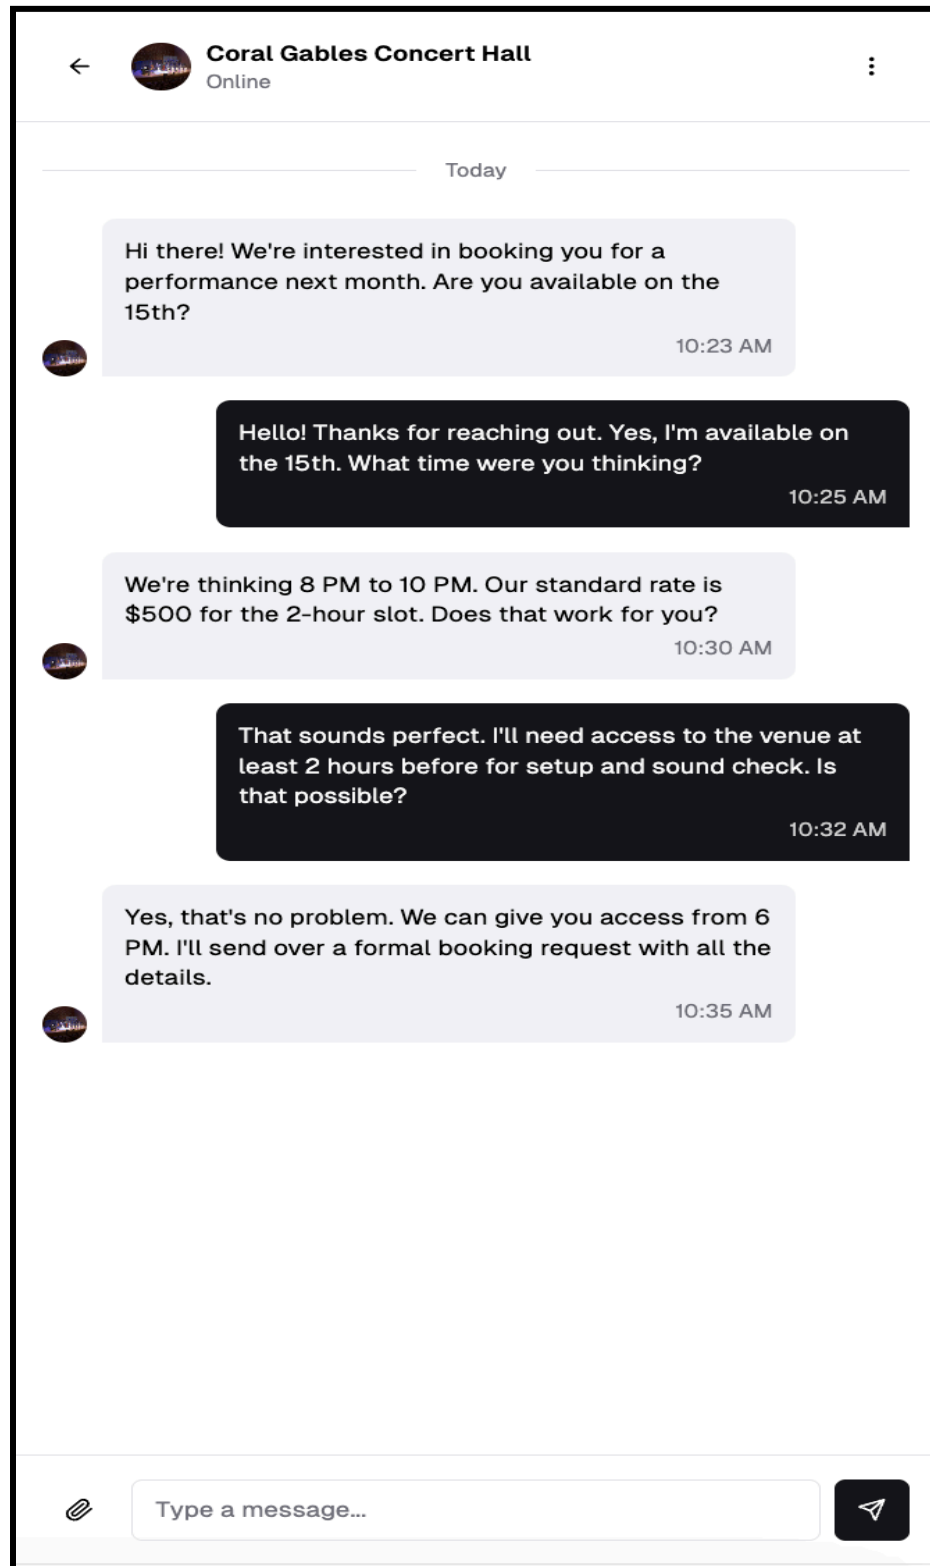 Coral Gables Concert Hall
Online
Today
Hi there! We're interested in booking you for a
performance next month. Are you available on the
15th?
10:23 AM
Hello! Thanks for reaching out. Yes, I'm available on
the 15th. What time were you thinking?
10:25 AM
We're thinking 8 PM to 10 PM. Our standard rate is
$500 for the 2-hour slot. Does that work for you?
10:30 AM
That sounds perfect. I'll need access to the venue at
least 2 hours before for setup and sound check. Is
that possible?
10:32 AM
Yes, that's no problem. We can give you access from 6
PM. I'll send over a formal booking request with all the
details.
10:35 AM
Type a message...